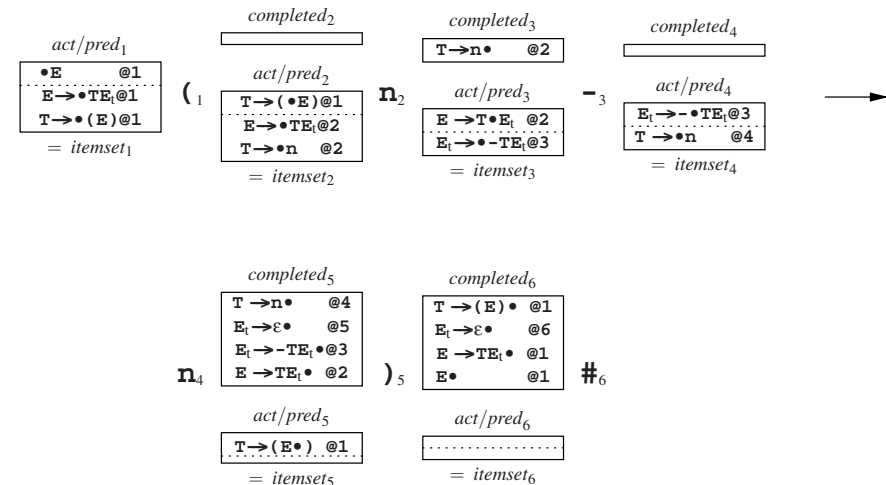 act/pred₁
•E @1
E→•TEₜ@1
T→•(E)@1
= itemset₁
(₁
completed₂
act/pred₂
T→(•E)@1
E→•TEₜ@2
T→•n @2
= itemset₂
n₂
completed₃
T→n• @2
act/pred₃
E→T•Eₜ @2
Eₜ→•-TEₜ@3
= itemset₃
-₃
completed₄
act/pred₄
Eₜ→-•TEₜ@3
T→•n @4
= itemset₄
n₄
completed₅
T→n• @4
Eₜ→ε• @5
Eₜ→-TEₜ•@3
E→TEₜ• @2
act/pred₅
T→(E•) @1
= itemset₅
)₅
completed₆
T→(E)• @1
Eₜ→ε• @6
E→TEₜ• @1
E• @1
act/pred₆
= itemset₆
#₆